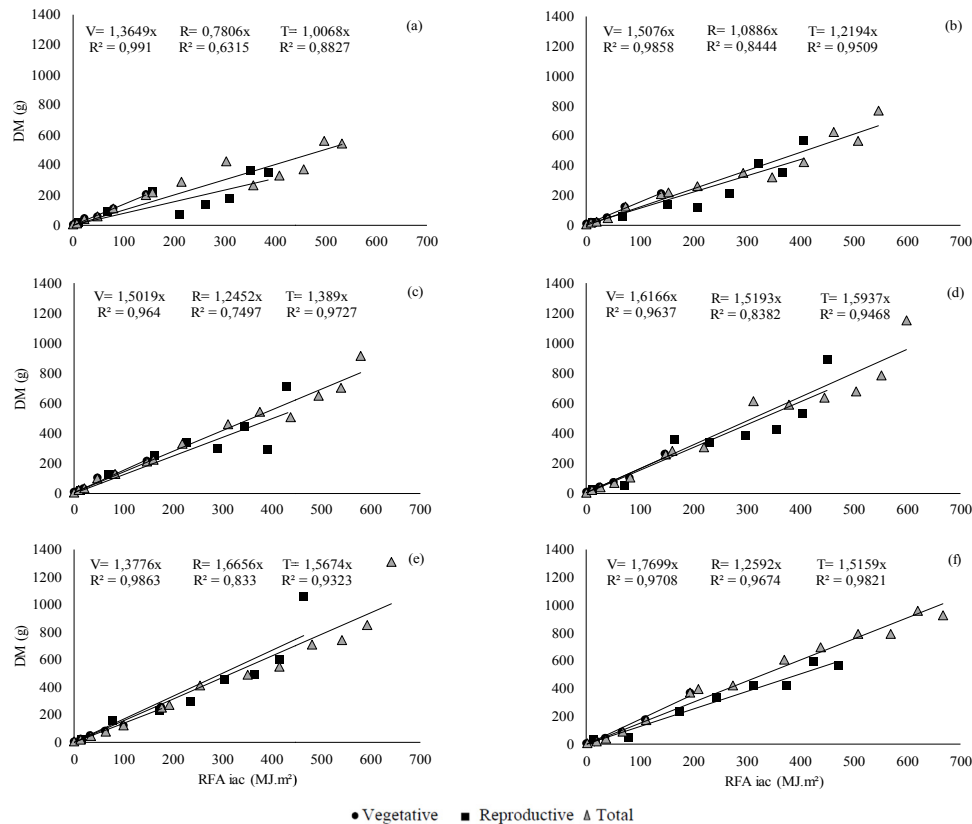 1400 (a) 1400 (b)
V= 1,3649x R= 0,7806x T= 1,0068x V= 1,5076x R= 1,0886x T= 1,2194x
1200 R² = 0,991 R² = 0,6315 R² = 0,8827 1200 R² = 0,9858 R² = 0,8444 R² = 0,9509
1000 1000
800 800
DM (g)
600 600
400 400
200 200
0 0
0 100 200 300 400 500 600 700 0 100 200 300 400 500 600 700
1400 (c) 1400 (d)
V= 1,5019x R= 1,2452x T= 1,389x V= 1,6166x R= 1,5193x T= 1,5937x
1200 R² = 0,964 R² = 0,7497 R² = 0,9727 1200 R² = 0,9637 R² = 0,8382 R² = 0,9468
1000 1000
800 800
DM (g)
600 600
400 400
200 200
0 0
0 100 200 300 400 500 600 700 0 100 200 300 400 500 600 700
1400 (e) 1400 (f)
V= 1,3776x R= 1,6656x T= 1,5674x V= 1,7699x R= 1,2592x T= 1,5159x
1200 R² = 0,9863 R² = 0,833 R² = 0,9323 1200 R² = 0,9708 R² = 0,9674 R² = 0,9821
1000 1000
800 800
DM (g)
600 600
400 400
200 200
0 0
0 100 200 300 400 500 600 700 0 100 200 300 400 500 600 700
RFA iac (MJ.m²) RFA iac (MJ.m²)
Vegetative Reproductive Total